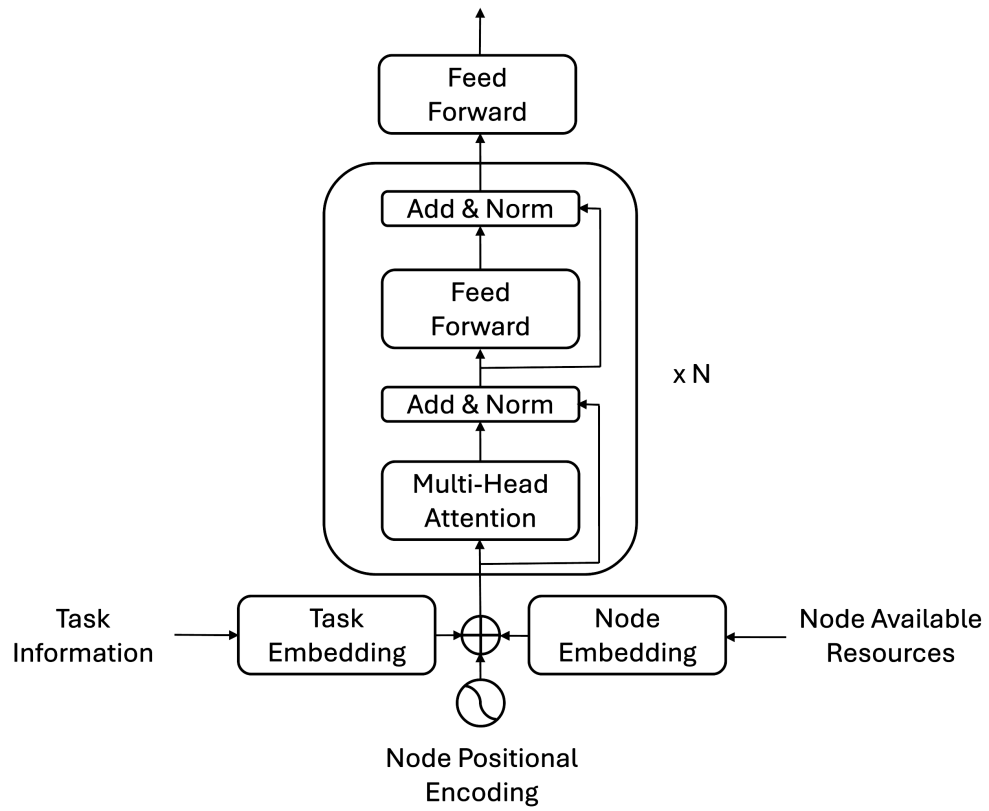 Feed
Forward
Add & Norm
Feed
Forward
x N
Add & Norm
Multi-Head
Attention
Task
Information
Task
Embedding
Node
Embedding
Node Available
Resources
Node Positional
Encoding